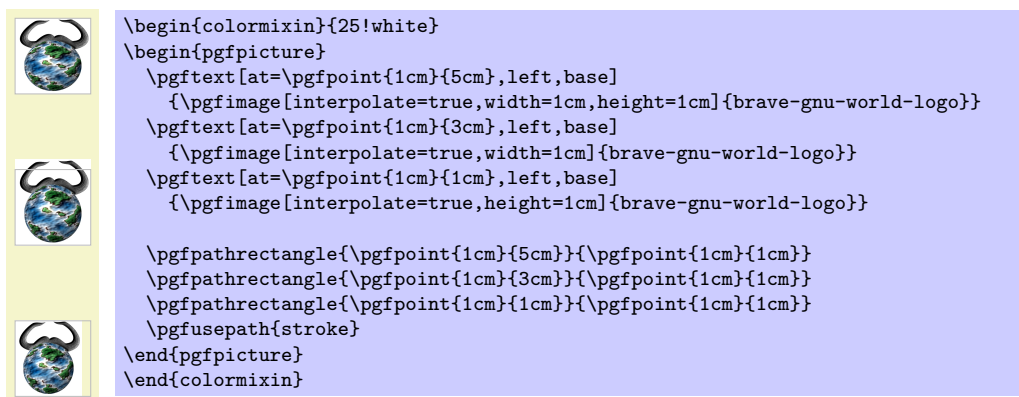 \begin{colormixin}{25!white}
\begin{pgfpicture}
  \pgftext[at=\pgfpoint{1cm}{5cm},left,base]
    {\pgfimage[interpolate=true,width=1cm,height=1cm]{brave-gnu-world-logo}}
  \pgftext[at=\pgfpoint{1cm}{3cm},left,base]
    {\pgfimage[interpolate=true,width=1cm]{brave-gnu-world-logo}}
  \pgftext[at=\pgfpoint{1cm}{1cm},left,base]
    {\pgfimage[interpolate=true,height=1cm]{brave-gnu-world-logo}}

  \pgfpathrectangle{\pgfpoint{1cm}{5cm}}{\pgfpoint{1cm}{1cm}}
  \pgfpathrectangle{\pgfpoint{1cm}{3cm}}{\pgfpoint{1cm}{1cm}}
  \pgfpathrectangle{\pgfpoint{1cm}{1cm}}{\pgfpoint{1cm}{1cm}}
  \pgfusepath{stroke}
\end{pgfpicture}
\end{colormixin}